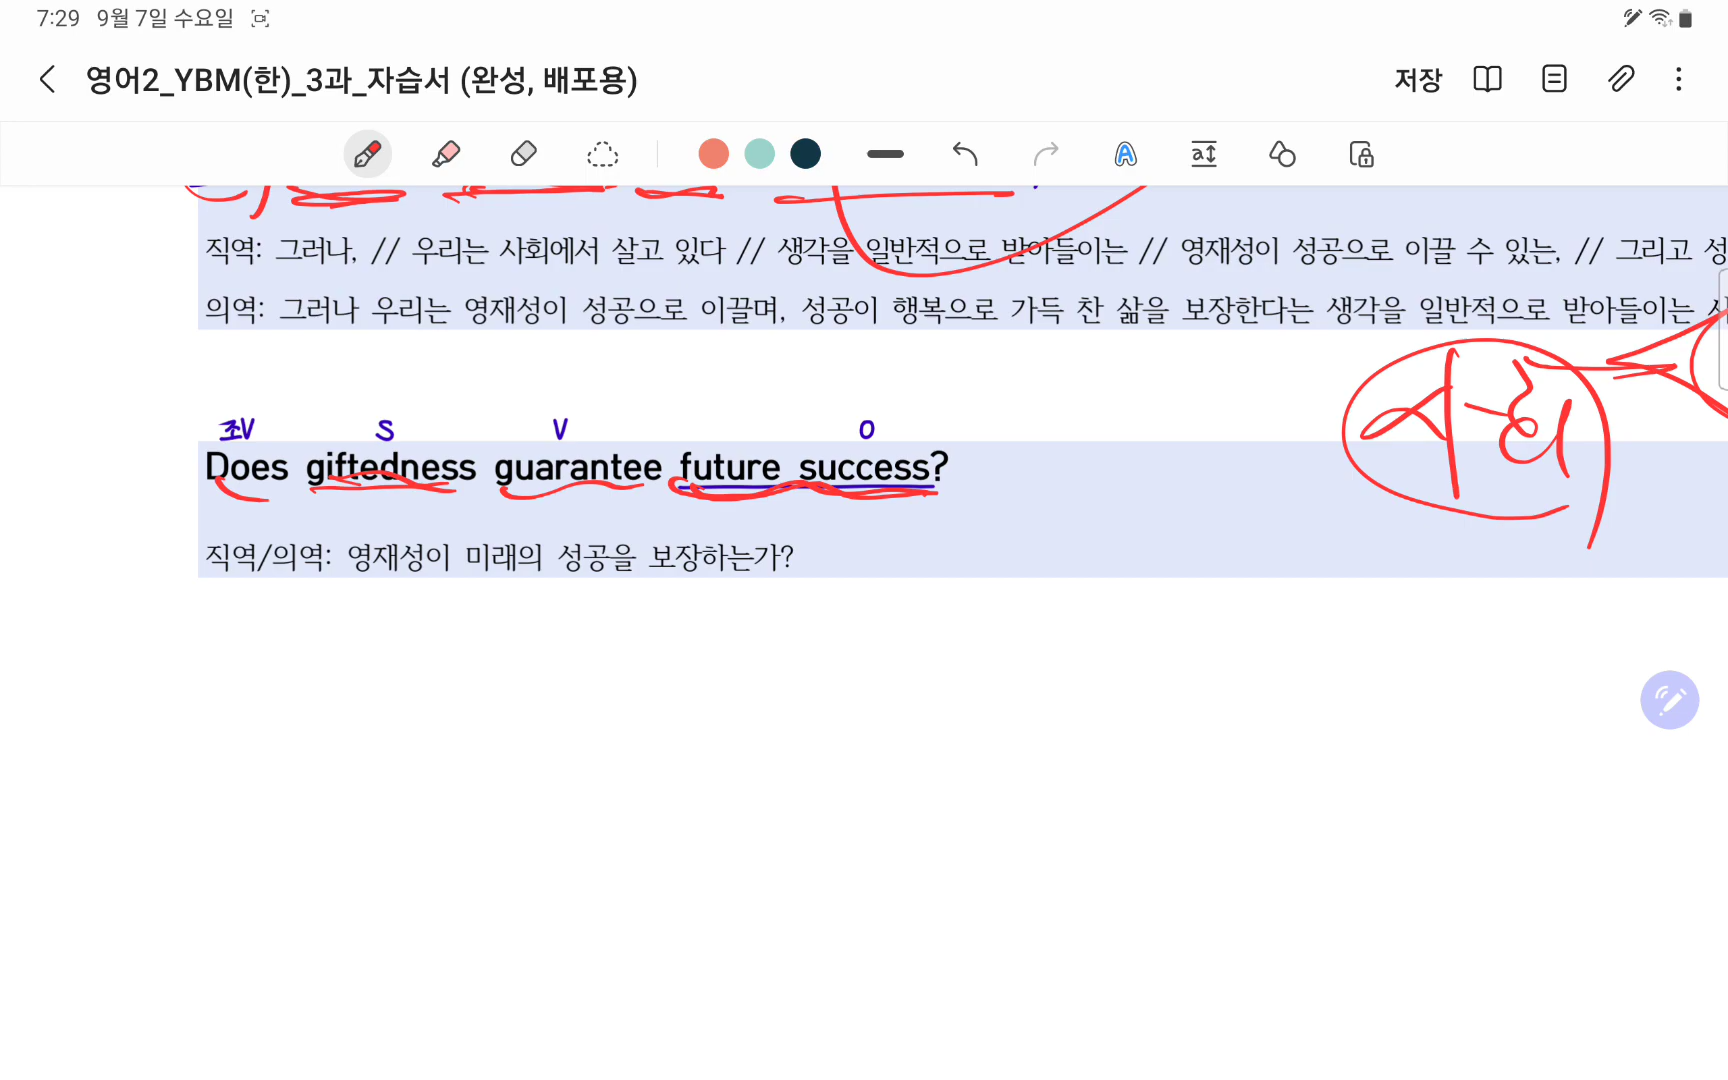 7:29 9월 7일 수요일
영어2_YBM(한)_3과_자습서 (완성, 배포용)
저장
직역: 그러나, // 우리는 사회에서 살고 있다 // 생각을 일반적으로 받아들이는 // 영재성이 성공으로 이끌 수 있는, // 그리고 성
의역: 그러나 우리는 영재성이 성공으로 이끌며, 성공이 행복으로 가득 찬 삶을 보장한다는 생각을 일반적으로 받아들이는
조V S V O
Does giftedness guarantee future success?
직역/의역: 영재성이 미래의 성공을 보장하는가?